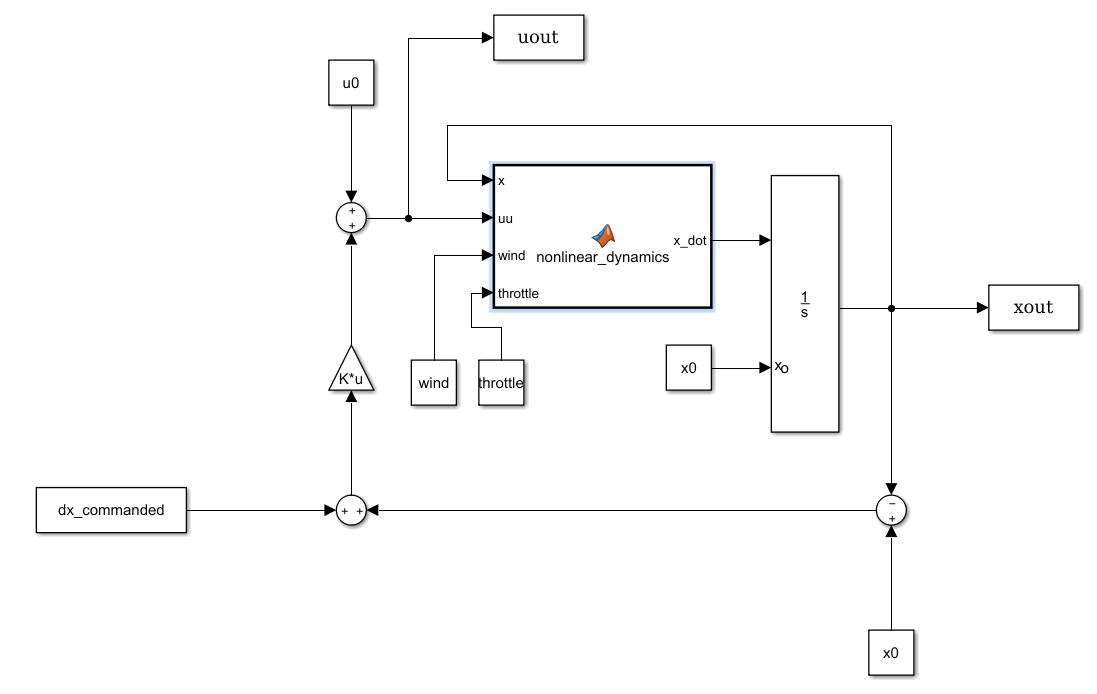 uout
u0
+
+
x
uu
wind
throttle
x_dot
nonlinear_dynamics
1
s
xo
xout
x0
wind
throttle
K*u
dx_commanded
+ +
−
+
x0